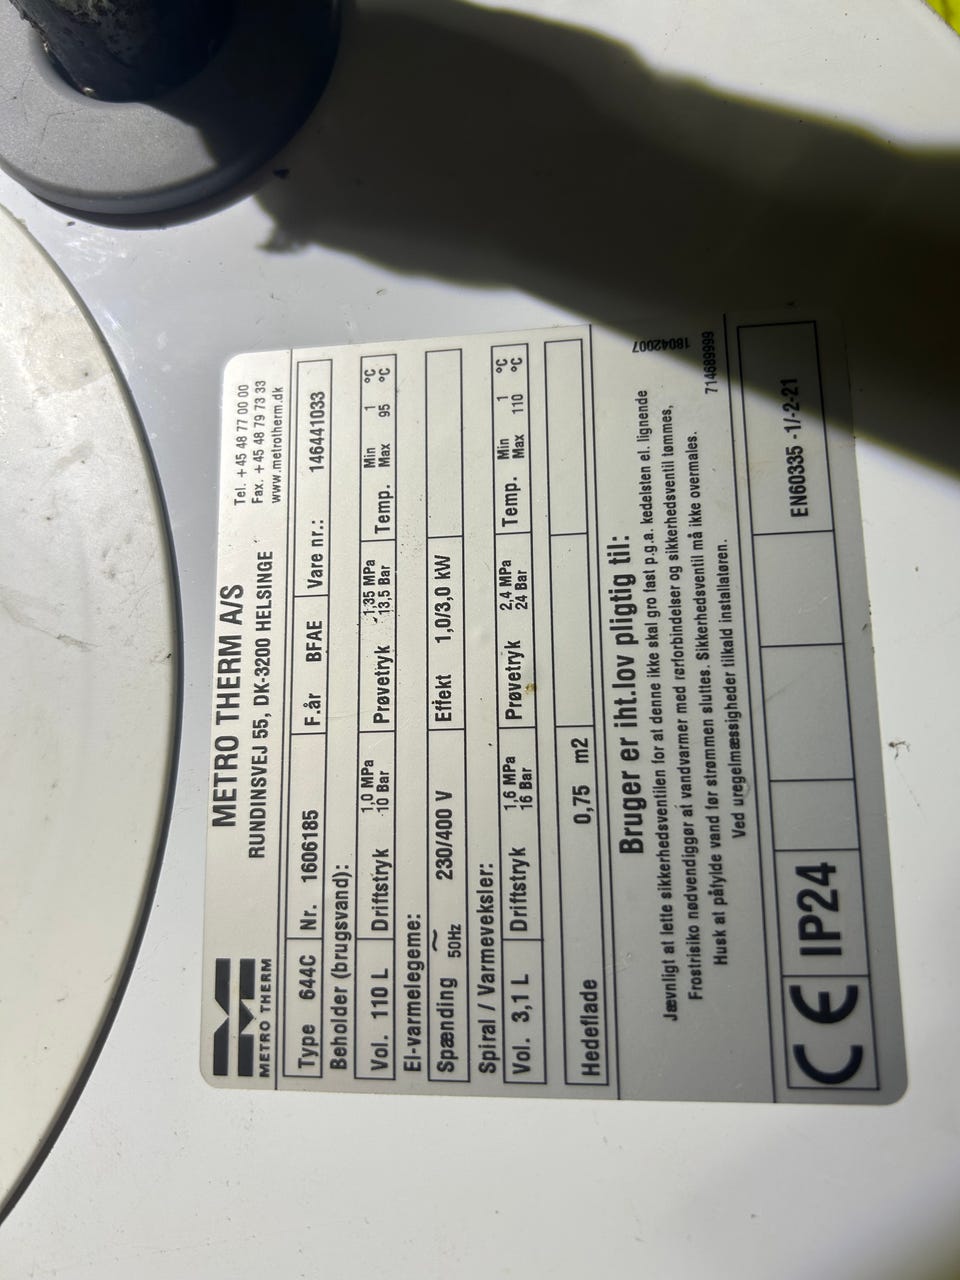 METRO THERM
METRO THERM A/S
RUNDINSVEJ 55, DK-3200 HELSINGE
Tel. +45 48 77 00 00
Fax. +45 48 79 73 33
www.metrotherm.dk
Type 644C Nr. 1606185 F.år BFAE Vare nr.: 146441033
Beholder (brugsvand):
Vol. 110 L Driftstryk 1,0 MPa 10 Bar Prøvetryk 1,35 MPa 13,5 Bar Temp. Min 1 °C Max 95 °C
El-varmelegeme:
Spænding ~ 50Hz 230/400 V Effekt 1,0/3,0 kW
Spiral / Varmeveksler:
Vol. 3,1 L Driftstryk 1,6 MPa 16 Bar Prøvetryk 2,4 MPa 24 Bar Temp. Min 1 °C Max 110 °C
Hedeflade 0,75 m2
Bruger er iht.lov pligtig til:
18042007
Jævnligt at lette sikkerhedsventilen for at denne ikke skal gro fast p.g.a. kedelsten el. lignende
Frostrisiko nødvendiggør at vandvarmer med rørforbindelser og sikkerhedsventil tømmes,
Husk at påfylde vand før strømmen sluttes. Sikkerhedsventil må ikke overmales.
Ved uregelmæssigheder tilkald installatøren.
714689999
CE IP24 EN60335 -1/-2-21